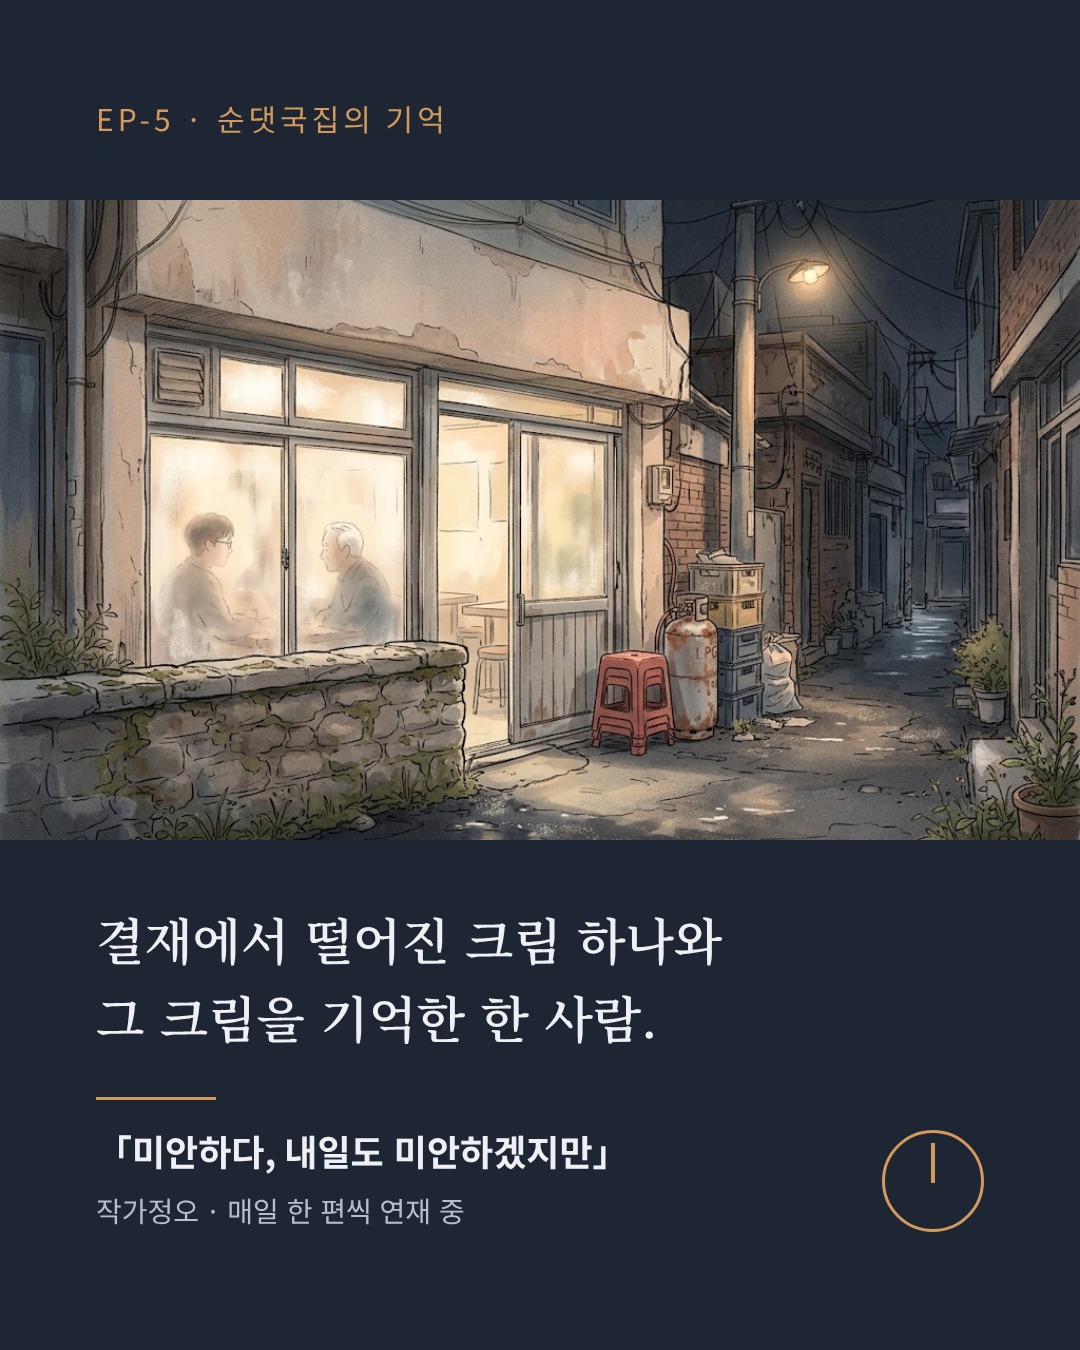 EP-5 · 순댓국집의 기억
LPG
결재에서 떨어진 크림 하나와
그 크림을 기억한 한 사람.
「미안하다, 내일도 미안하겠지만」
작가정오 · 매일 한 편씩 연재 중